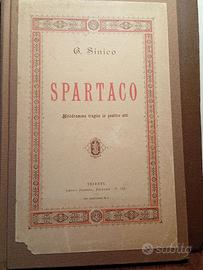 G. Sinico
SPARTACO
Melodramma tragico in quattro atti
TRIESTE
subito